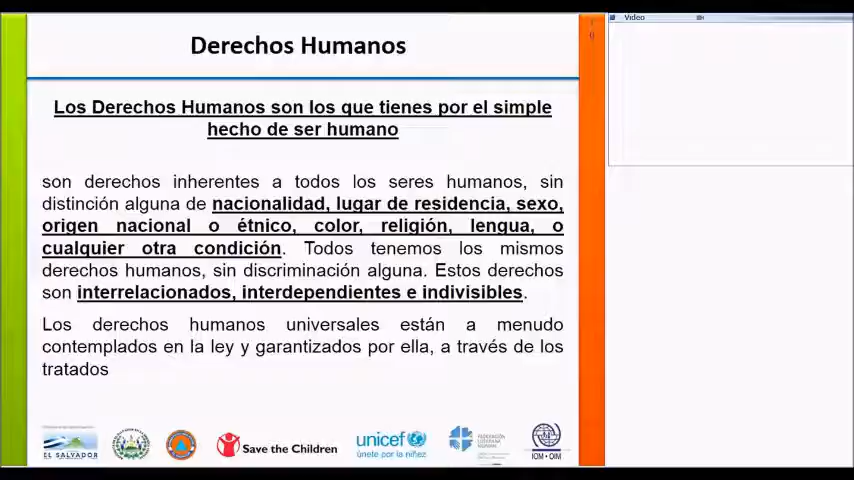 Derechos Humanos
Los Derechos Humanos son los que tienes por el simple
hecho de ser humano
son derechos inherentes a todos los seres humanos, sin
distinción alguna de nacionalidad, lugar de residencia, sexo,
origen nacional o étnico, color, religión, lengua, o
cualquier otra condición. Todos tenemos los mismos
derechos humanos, sin discriminación alguna. Estos derechos
son interrelacionados, interdependientes e indivisibles.
Los derechos humanos universales están a menudo
contemplados en la ley y garantizados por ella, a través de los
tratados
EL SALVADOR
Save the Children
unicef
únete por la niñez
FEDERACIÓN
LUTERANA
MUNDIAL
IOM • OIM
Video